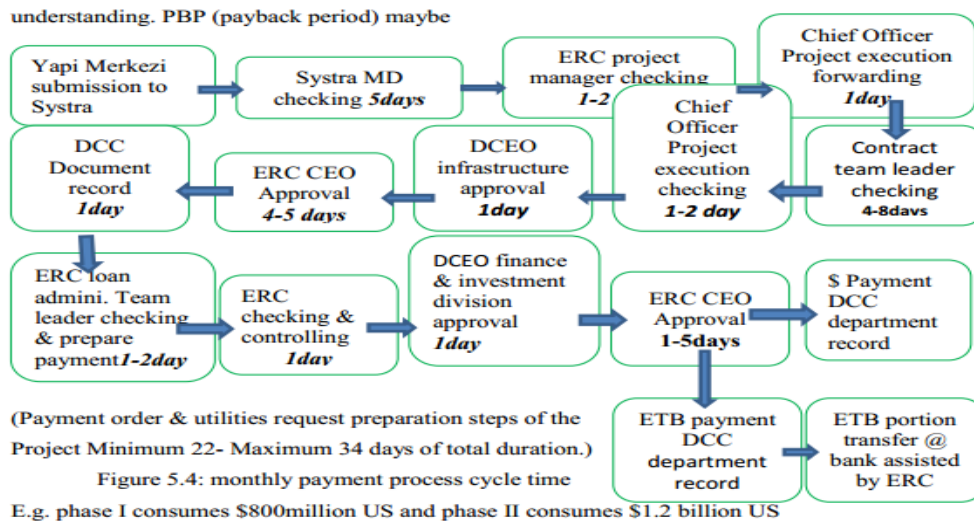 understanding. PBP (payback period) maybe
Yapi Merkezi
submission to
Systra
Systra MD
checking 5days
ERC project
manager checking
1-2
Chief Officer
Project execution
forwarding
1day
Contract
team leader
checking
4-8days
Chief
Officer
Project
execution
checking
1-2 day
DCEO
infrastructure
approval
1day
ERC CEO
Approval
4-5 days
DCC
Document
record
1day
ERC loan
admini. Team
leader checking
& prepare
payment1-2day
ERC
checking &
controlling
1day
DCEO finance
& investment
division
approval
1day
ERC CEO
Approval
1-5days
$ Payment
DCC
department
record
ETB payment
DCC
department
record
ETB portion
transfer @
bank assisted
by ERC
(Payment order & utilities request preparation steps of the
Project Minimum 22- Maximum 34 days of total duration.)
Figure 5.4: monthly payment process cycle time
E.g. phase I consumes $800million US and phase II consumes $1.2 billion US